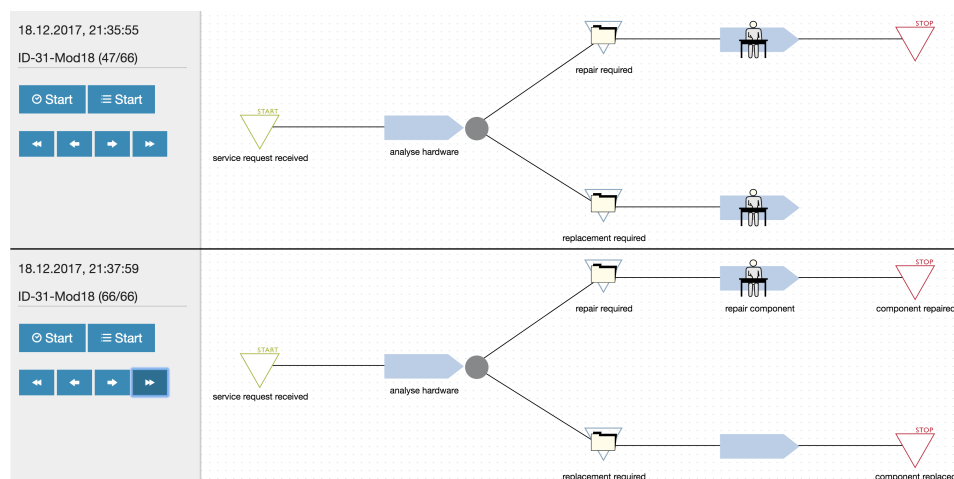 18.12.2017, 21:35:55
ID-31-Mod18 (47/66)
Start
Start
START
service request received
analyse hardware
repair required
replacement required
STOP
18.12.2017, 21:37:59
ID-31-Mod18 (66/66)
Start
Start
START
service request received
analyse hardware
repair required
repair component
STOP
component repaired
replacement required
STOP
component replaced